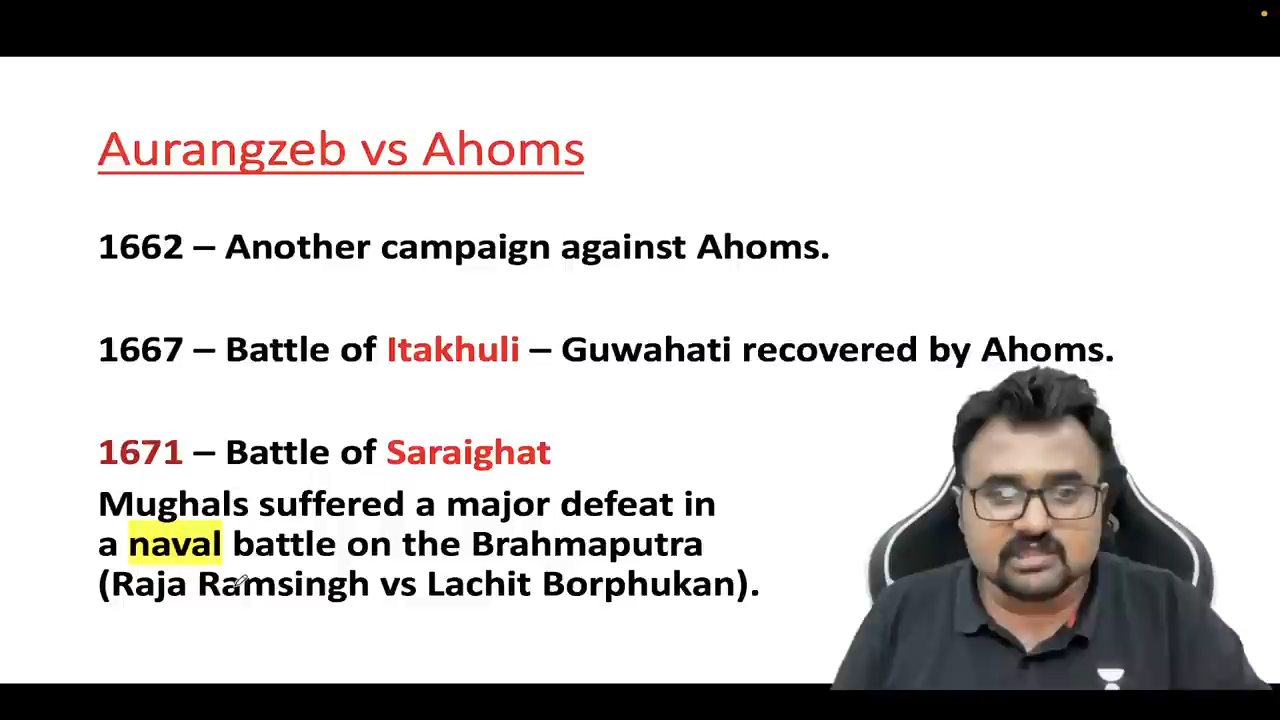 Aurangzeb vs Ahoms
1662 – Another campaign against Ahoms.
1667 – Battle of Itakhuli – Guwahati recovered by Ahoms.
1671 – Battle of Saraighat
Mughals suffered a major defeat in
a naval battle on the Brahmaputra
(Raja Ramsingh vs Lachit Borphukan).